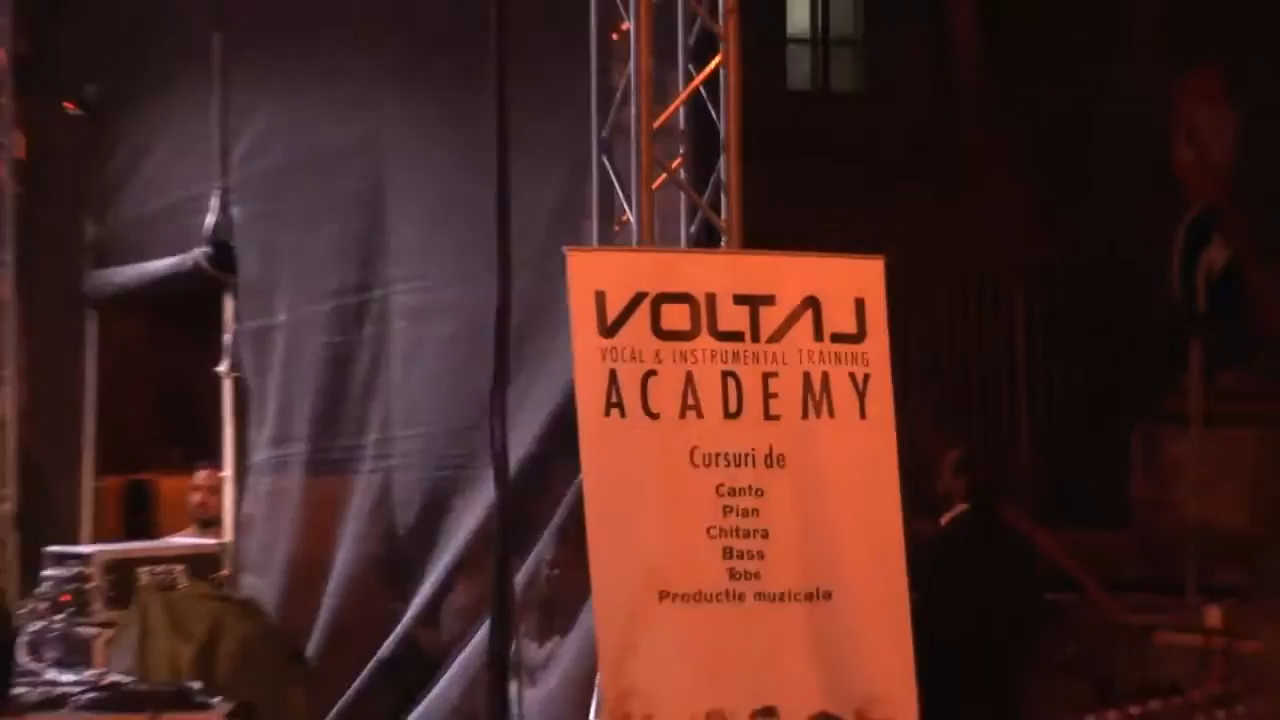 VOLTAJ
VOCAL & INSTRUMENTAL TRAINING
ACADEMY
Cursuri de
Canto
Pian
Chitara
Bass
Tobe
Productie muzicala